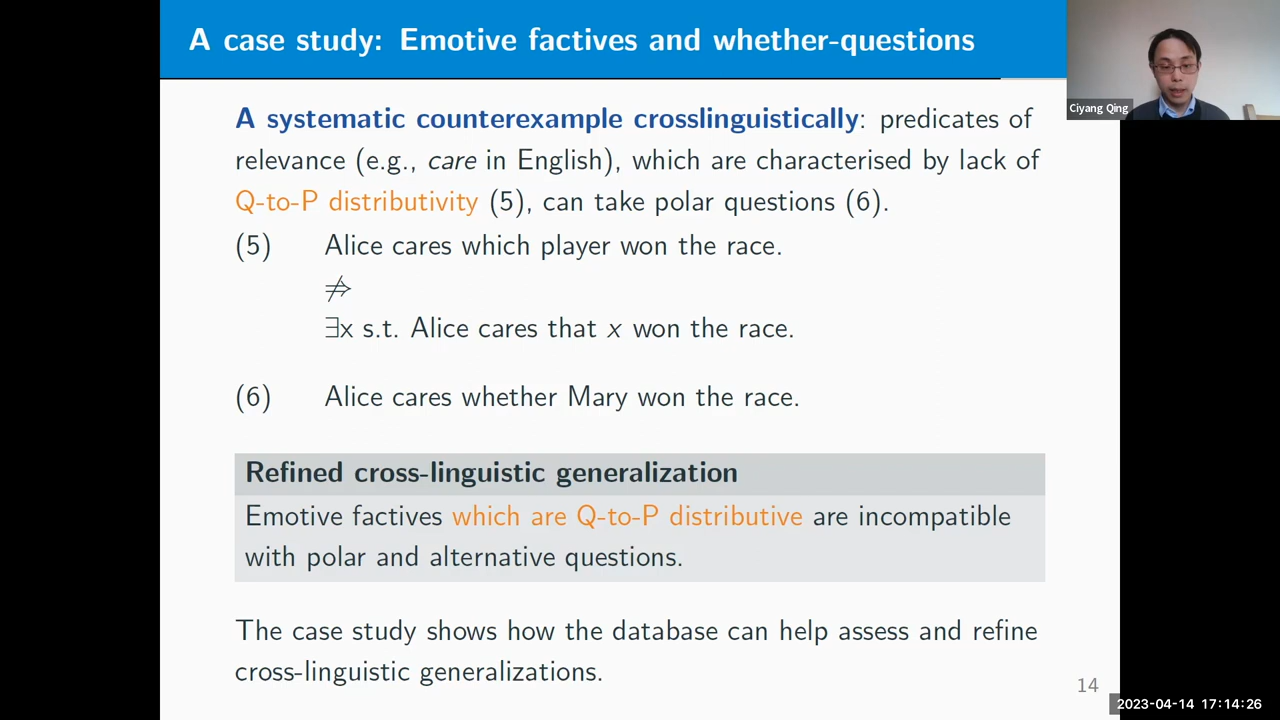 A case study: Emotive factives and whether-questions
Ciyang Qing
A systematic counterexample crosslinguistically: predicates of
relevance (e.g., care in English), which are characterised by lack of
Q-to-P distributivity (5), can take polar questions (6).
(5) Alice cares which player won the race.
⇏
∃x s.t. Alice cares that x won the race.
(6) Alice cares whether Mary won the race.
Refined cross-linguistic generalization
Emotive factives which are Q-to-P distributive are incompatible
with polar and alternative questions.
The case study shows how the database can help assess and refine
cross-linguistic generalizations.
14
2023-04-14 17:14:26